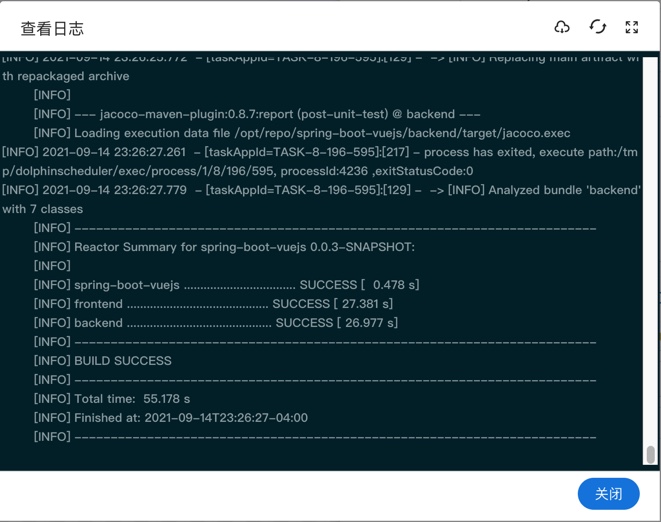 查看日志
[INFO] 2021-09-14 23:26:25.772 - [taskAppId=TASK-8-196-595]:[129] - -> [INFO] Replacing main artifact wi
th repackaged archive
[INFO]
[INFO] --- jacoco-maven-plugin:0.8.7:report (post-unit-test) @ backend ---
[INFO] Loading execution data file /opt/repo/spring-boot-vuejs/backend/target/jacoco.exec
[INFO] 2021-09-14 23:26:27.261 - [taskAppId=TASK-8-196-595]:[217] - process has exited, execute path:/tm
p/dolphinscheduler/exec/process/1/8/196/595, processId:4236 ,exitStatusCode:0
[INFO] 2021-09-14 23:26:27.779 - [taskAppId=TASK-8-196-595]:[129] - -> [INFO] Analyzed bundle 'backend'
with 7 classes
[INFO] ------------------------------------------------------------------------
[INFO] Reactor Summary for spring-boot-vuejs 0.0.3-SNAPSHOT:
[INFO]
[INFO] spring-boot-vuejs .................................. SUCCESS [ 0.478 s]
[INFO] frontend ........................................... SUCCESS [ 27.381 s]
[INFO] backend ............................................ SUCCESS [ 26.977 s]
[INFO] ------------------------------------------------------------------------
[INFO] BUILD SUCCESS
[INFO] ------------------------------------------------------------------------
[INFO] Total time: 55.178 s
[INFO] Finished at: 2021-09-14T23:26:27-04:00
[INFO] ------------------------------------------------------------------------
关闭